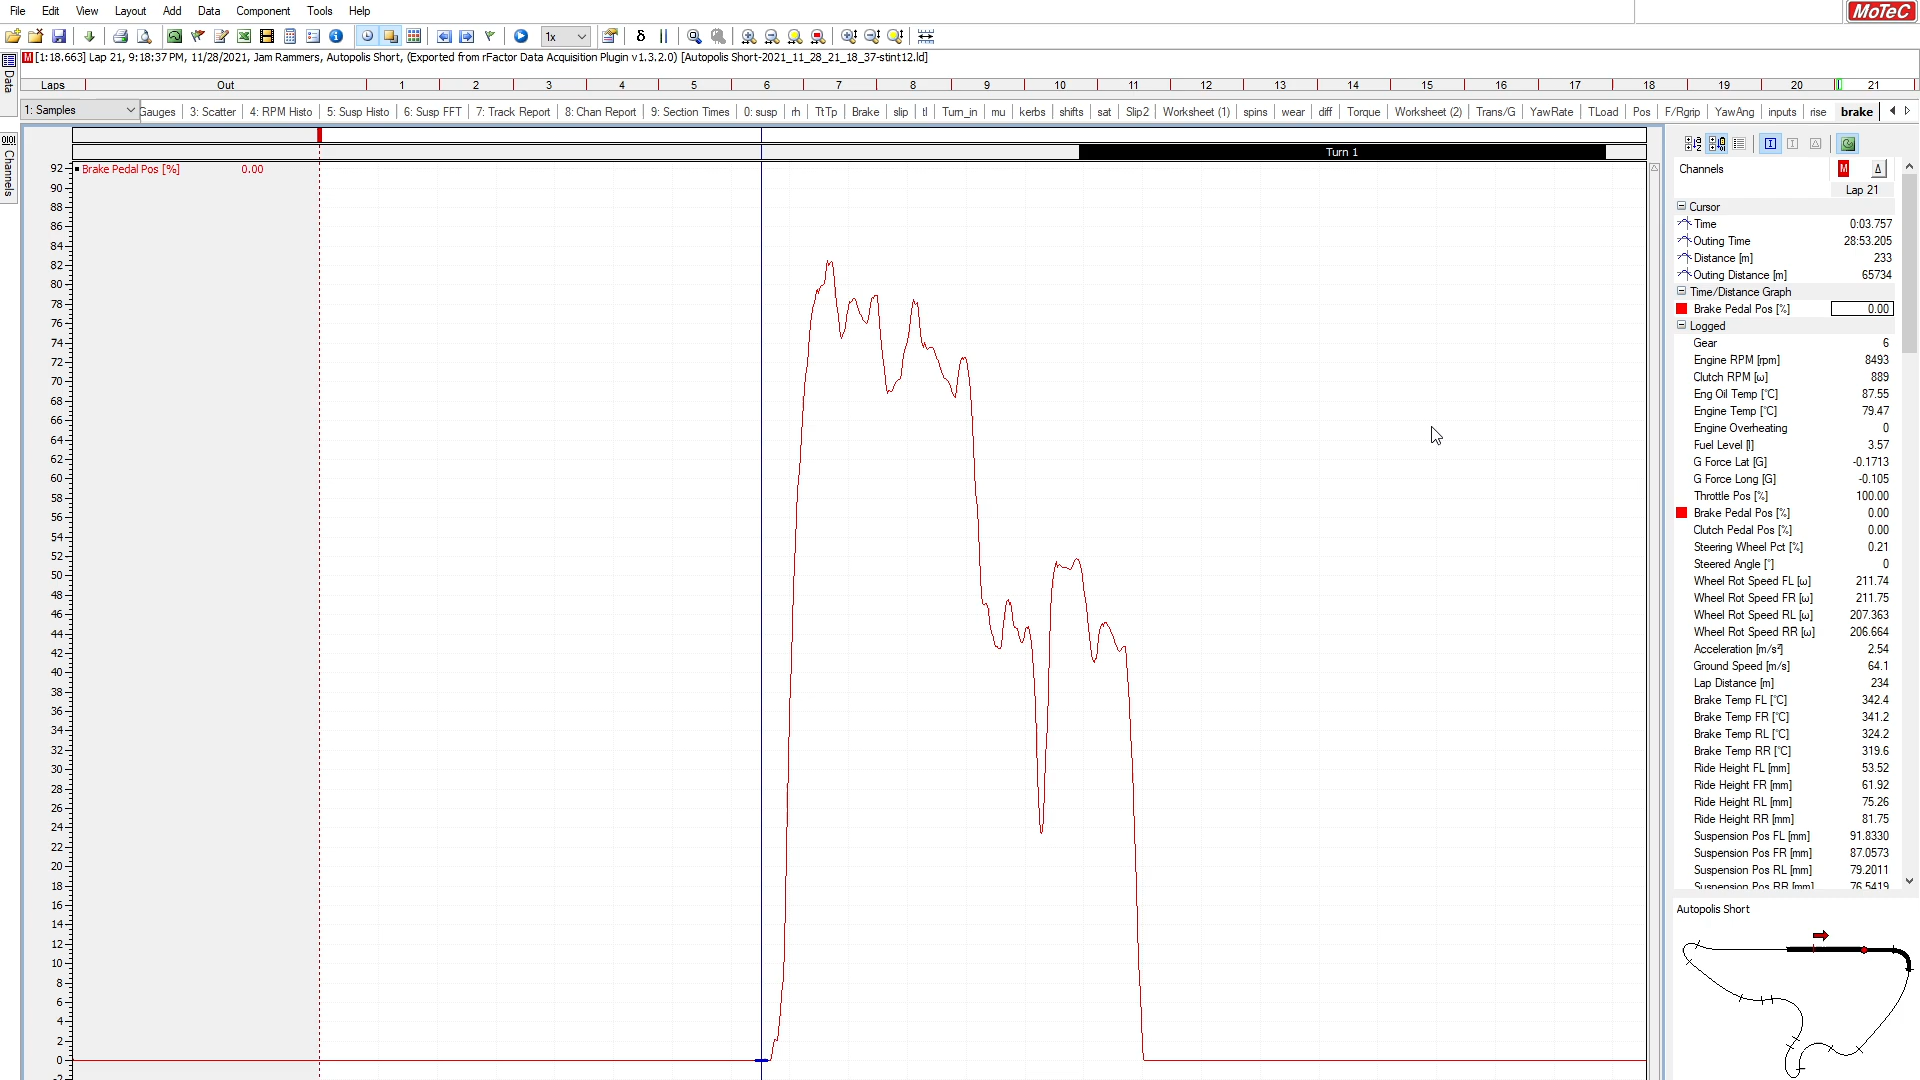 File Edit View Layout Add Data Component Tools Help
MoTeC
1x
δ
[1:18.663] Lap 21, 9:18:37 PM, 11/28/2021, Jam Rammers, Autopolis Short, (Exported from rFactor Data Acquisition Plugin v1.3.2.0) [Autopolis Short-2021_11_28_21_18_37-stint12.ld]
Data
Laps Out 1 2 3 4 5 6 7 8 9 10 11 12 13 14 15 16 17 18 19 20 21
1: Samples Gauges 3: Scatter 4: RPM Histo 5: Susp Histo 6: Susp FFT 7: Track Report 8: Chan Report 9: Section Times 0: susp rh TtTp Brake slip tl Turn_in mu kerbs shifts sat Slip2 Worksheet (1) spins wear diff Torque Worksheet (2) Trans/G YawRate TLoad Pos F/Rgrip YawAng inputs rise brake
Channels
Turn 1
Brake Pedal Pos [%] 0.00
92
90
88
86
84
82
80
78
76
74
72
70
68
66
64
62
60
58
56
54
52
50
48
46
44
42
40
38
36
34
32
30
28
26
24
22
20
18
16
14
12
10
8
6
4
2
0
-2
Channels M Δ
Lap 21
Cursor
Time 0:03.757
Outing Time 28:53.205
Distance [m] 233
Outing Distance [m] 65734
Time/Distance Graph
Brake Pedal Pos [%] 0.00
Logged
Gear 6
Engine RPM [rpm] 8493
Clutch RPM [ω] 889
Eng Oil Temp [°C] 87.55
Engine Temp [°C] 79.47
Engine Overheating 0
Fuel Level [l] 3.57
G Force Lat [G] -0.1713
G Force Long [G] -0.105
Throttle Pos [%] 100.00
Brake Pedal Pos [%] 0.00
Clutch Pedal Pos [%] 0.00
Steering Wheel Pct [%] 0.21
Steered Angle [°] 0
Wheel Rot Speed FL [ω] 211.74
Wheel Rot Speed FR [ω] 211.75
Wheel Rot Speed RL [ω] 207.363
Wheel Rot Speed RR [ω] 206.664
Acceleration [m/s²] 2.54
Ground Speed [m/s] 64.1
Lap Distance [m] 234
Brake Temp FL [°C] 342.4
Brake Temp FR [°C] 341.2
Brake Temp RL [°C] 324.2
Brake Temp RR [°C] 319.6
Ride Height FL [mm] 53.52
Ride Height FR [mm] 61.92
Ride Height RL [mm] 75.26
Ride Height RR [mm] 81.75
Suspension Pos FL [mm] 91.8330
Suspension Pos FR [mm] 87.0573
Suspension Pos RL [mm] 79.2011
Suspension Pos RR [mm] 76.5419
Autopolis Short